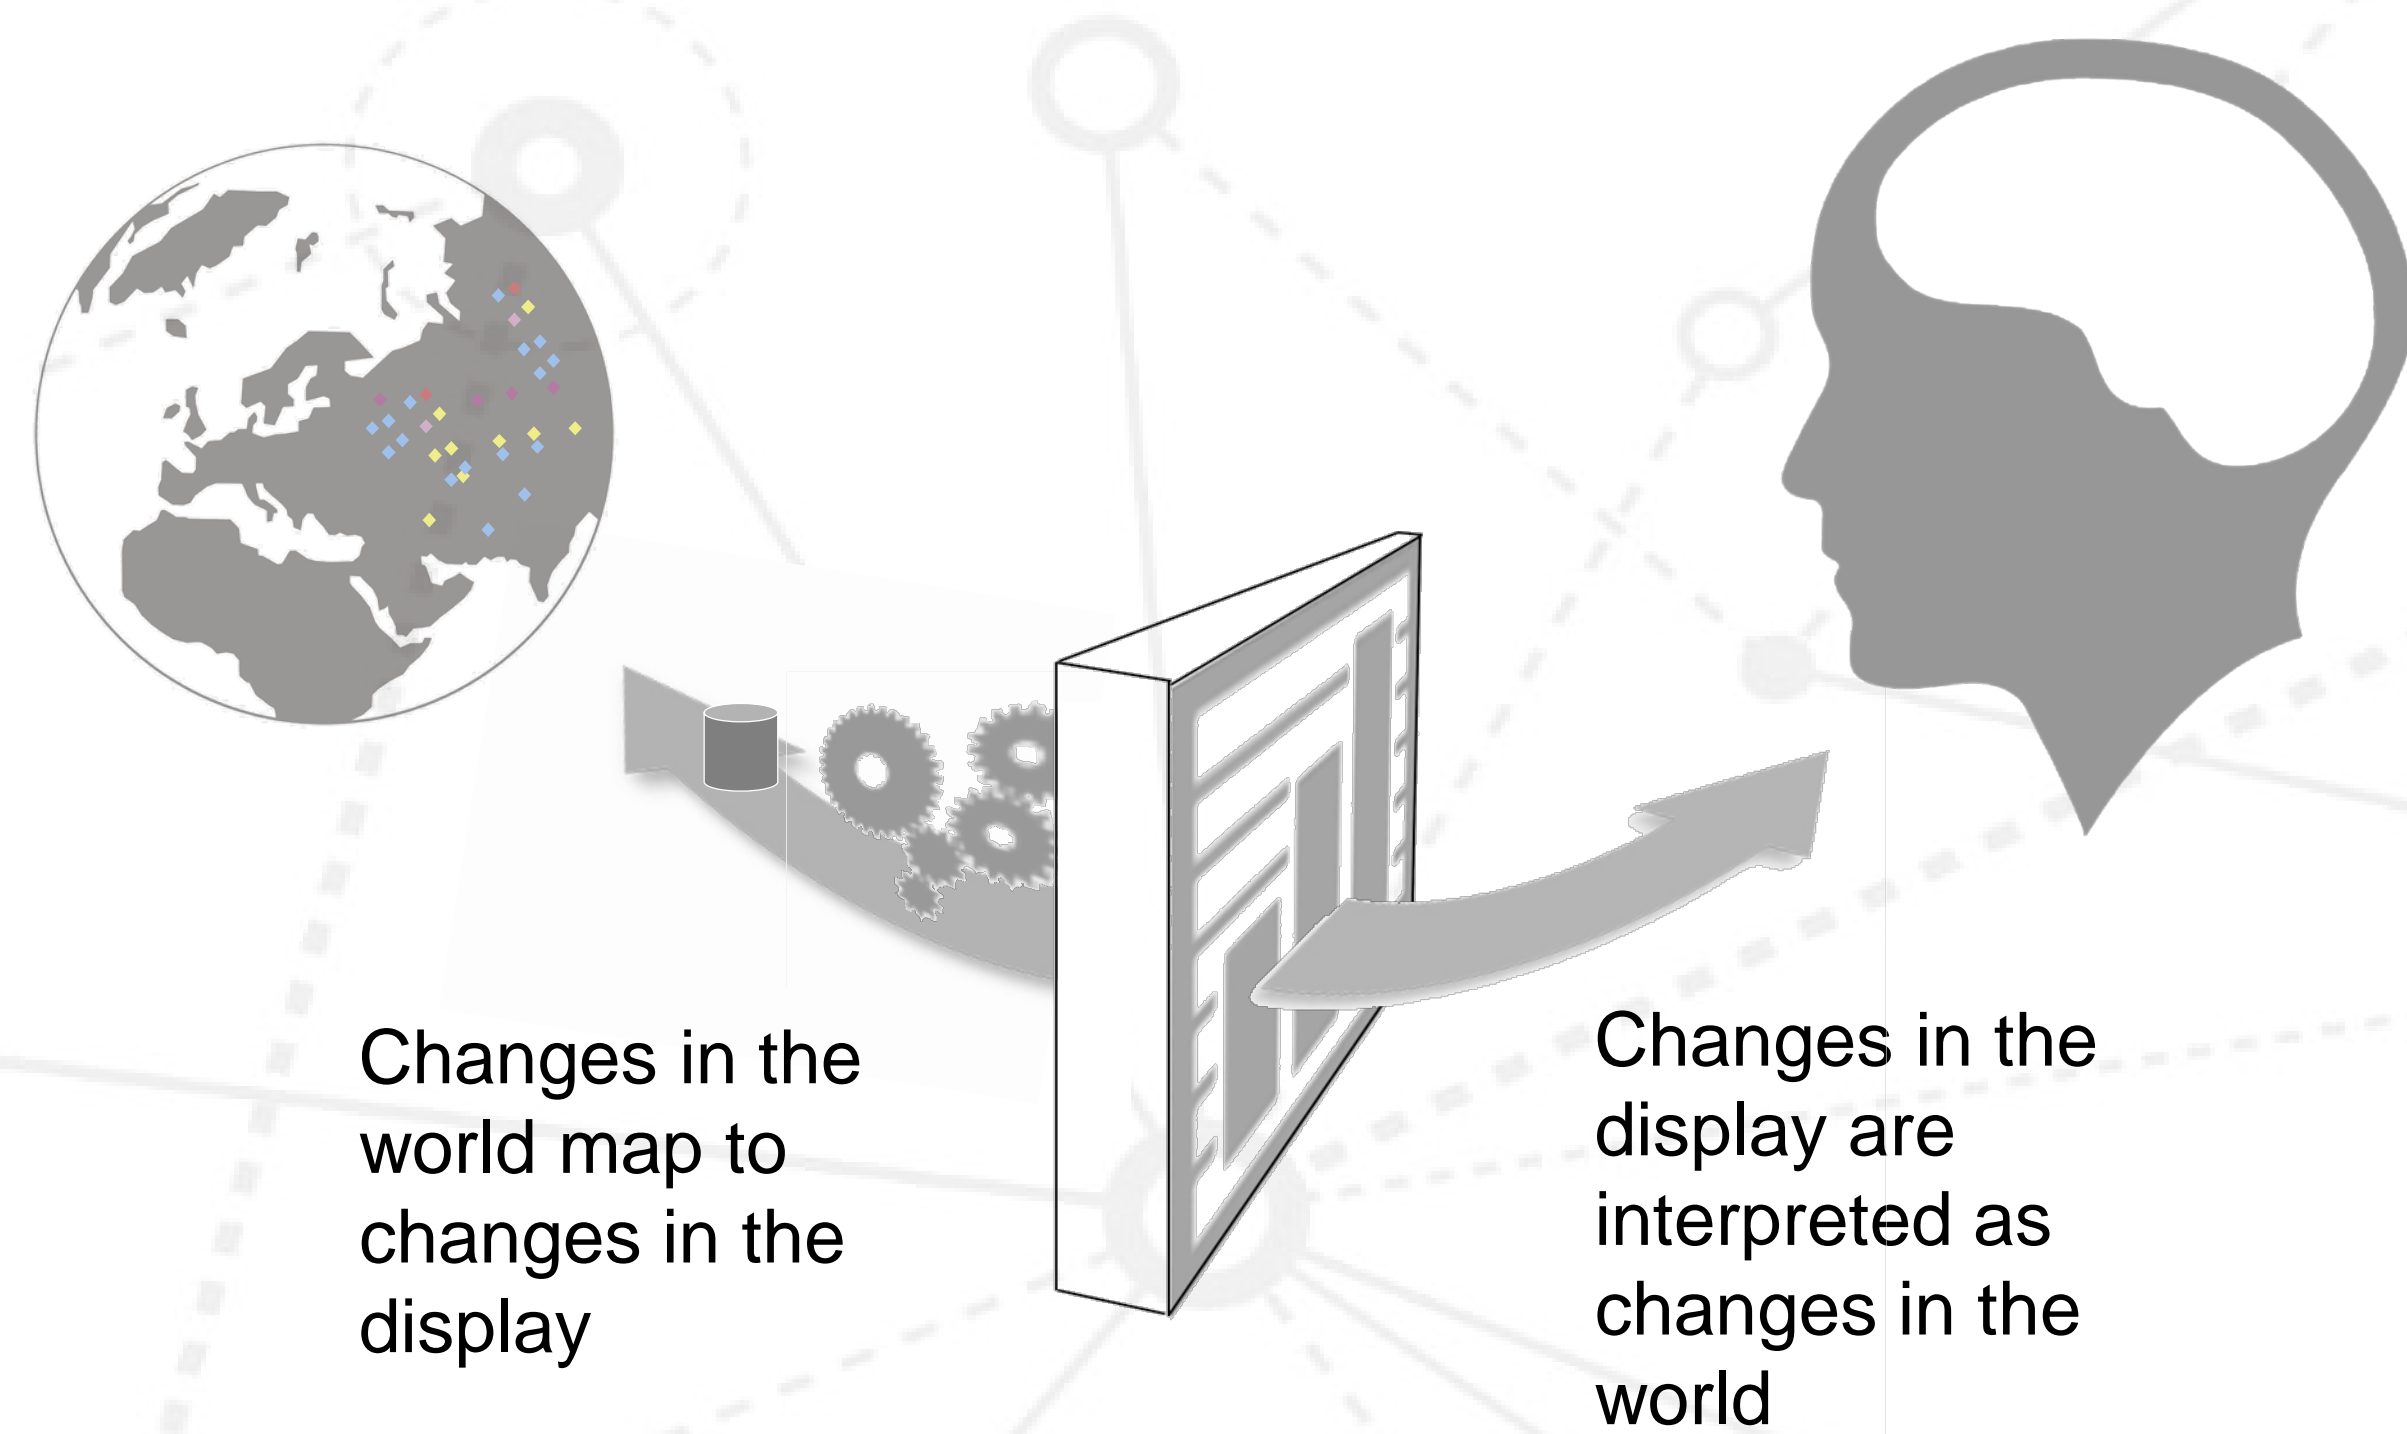 Changes in the
world map to
changes in the
display
Changes in the
display are
interpreted as
changes in the
world